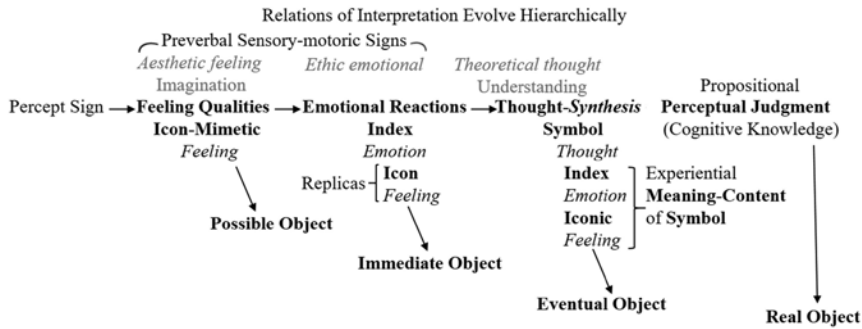 Relations of Interpretation Evolve Hierarchically
Preverbal Sensory-motoric Signs
Aesthetic feeling Ethic emotional Theoretical thought
Imagination Understanding Propositional
Percept Sign Feeling Qualities Emotional Reactions Thought-Synthesis Perceptual Judgment
Icon-Mimetic Index Symbol (Cognitive Knowledge)
Feeling Emotion Thought
Replicas Icon Index Experiential
Feeling Emotion Meaning-Content
Possible Object Iconic of Symbol
Feeling
Immediate Object
Eventual Object
Real Object